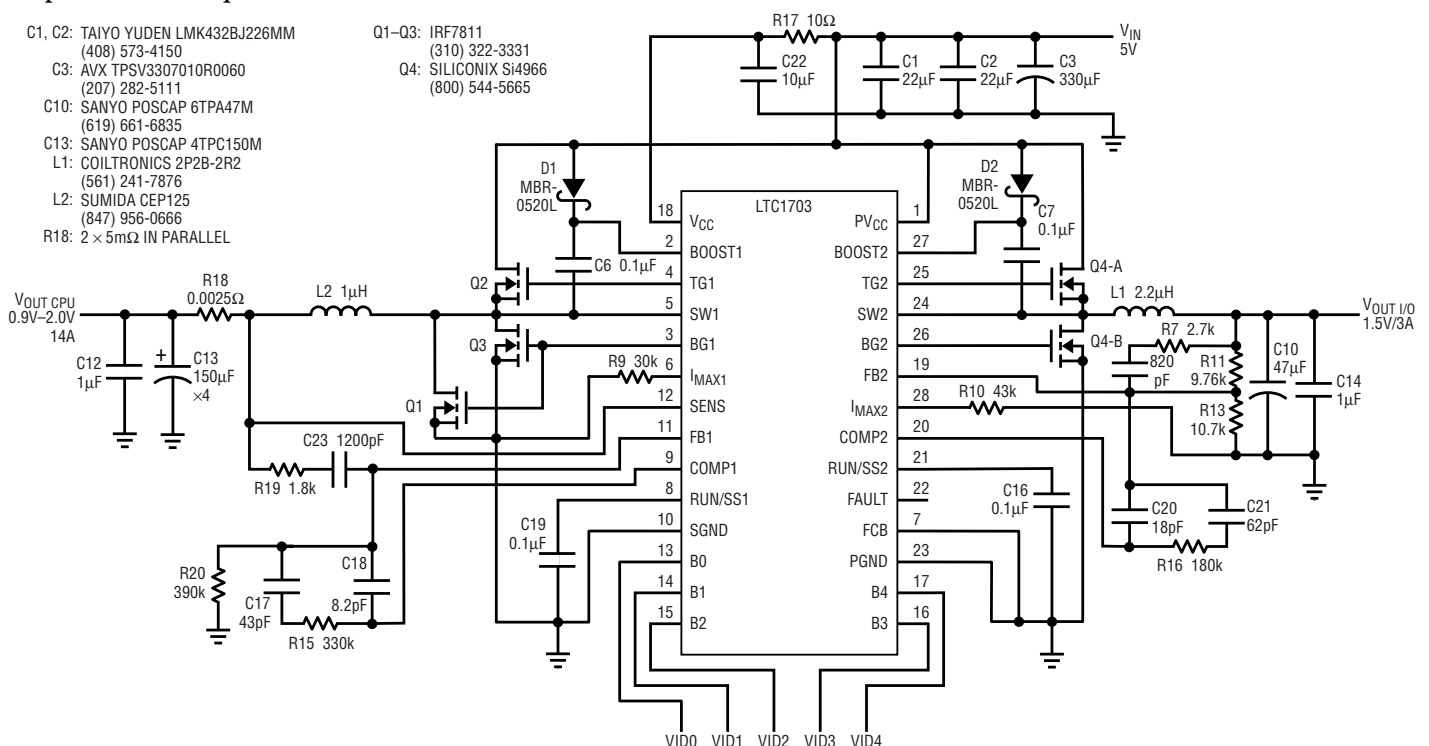 C1, C2: TAIYO YUDEN LMK432BJ226MM
(408) 573-4150
C3: AVX TPSV3307010R0060
(207) 282-5111
C10: SANYO POSCAP 6TPA47M
(619) 661-6835
C13: SANYO POSCAP 4TPC150M
L1: COILTRONICS 2P2B-2R2
(561) 241-7876
L2: SUMIDA CEP125
(847) 956-0666
R18: 2 × 5mΩ IN PARALLEL
Q1–Q3: IRF7811
(310) 322-3331
Q4: SILICONIX Si4966
(800) 544-5665
R17 10Ω
VIN
5V
C22
10µF
C1
22µF
C2
22µF
C3
330µF
D1
MBR-
0520L
D2
MBR-
0520L
C7
0.1µF
C6 0.1µF
LTC1703
18
VCC
2
BOOST1
4
TG1
5
SW1
3
BG1
6
IMAX1
12
SENS
11
FB1
9
COMP1
8
RUN/SS1
10
SGND
13
B0
14
B1
15
B2
1
PVCC
27
BOOST2
25
TG2
24
SW2
26
BG2
19
FB2
28
IMAX2
20
COMP2
21
RUN/SS2
22
FAULT
7
FCB
23
PGND
17
B4
16
B3
VOUT CPU
0.9V–2.0V
14A
R18
0.0025Ω
L2 1µH
C12
1µF
+
C13
150µF
×4
Q2
Q3
Q1
R9 30k
C23 1200pF
R19 1.8k
R20
390k
C17
43pF
C18
8.2pF
R15 330k
C19
0.1µF
Q4-A
Q4-B
L1 2.2µH
VOUT I/O
1.5V/3A
R7 2.7k
820
pF
R11
9.76k
R13
10.7k
C10
47µF
C14
1µF
R10 43k
C16
0.1µF
C20
18pF
C21
62pF
R16 180k
VID0 VID1 VID2 VID3 VID4